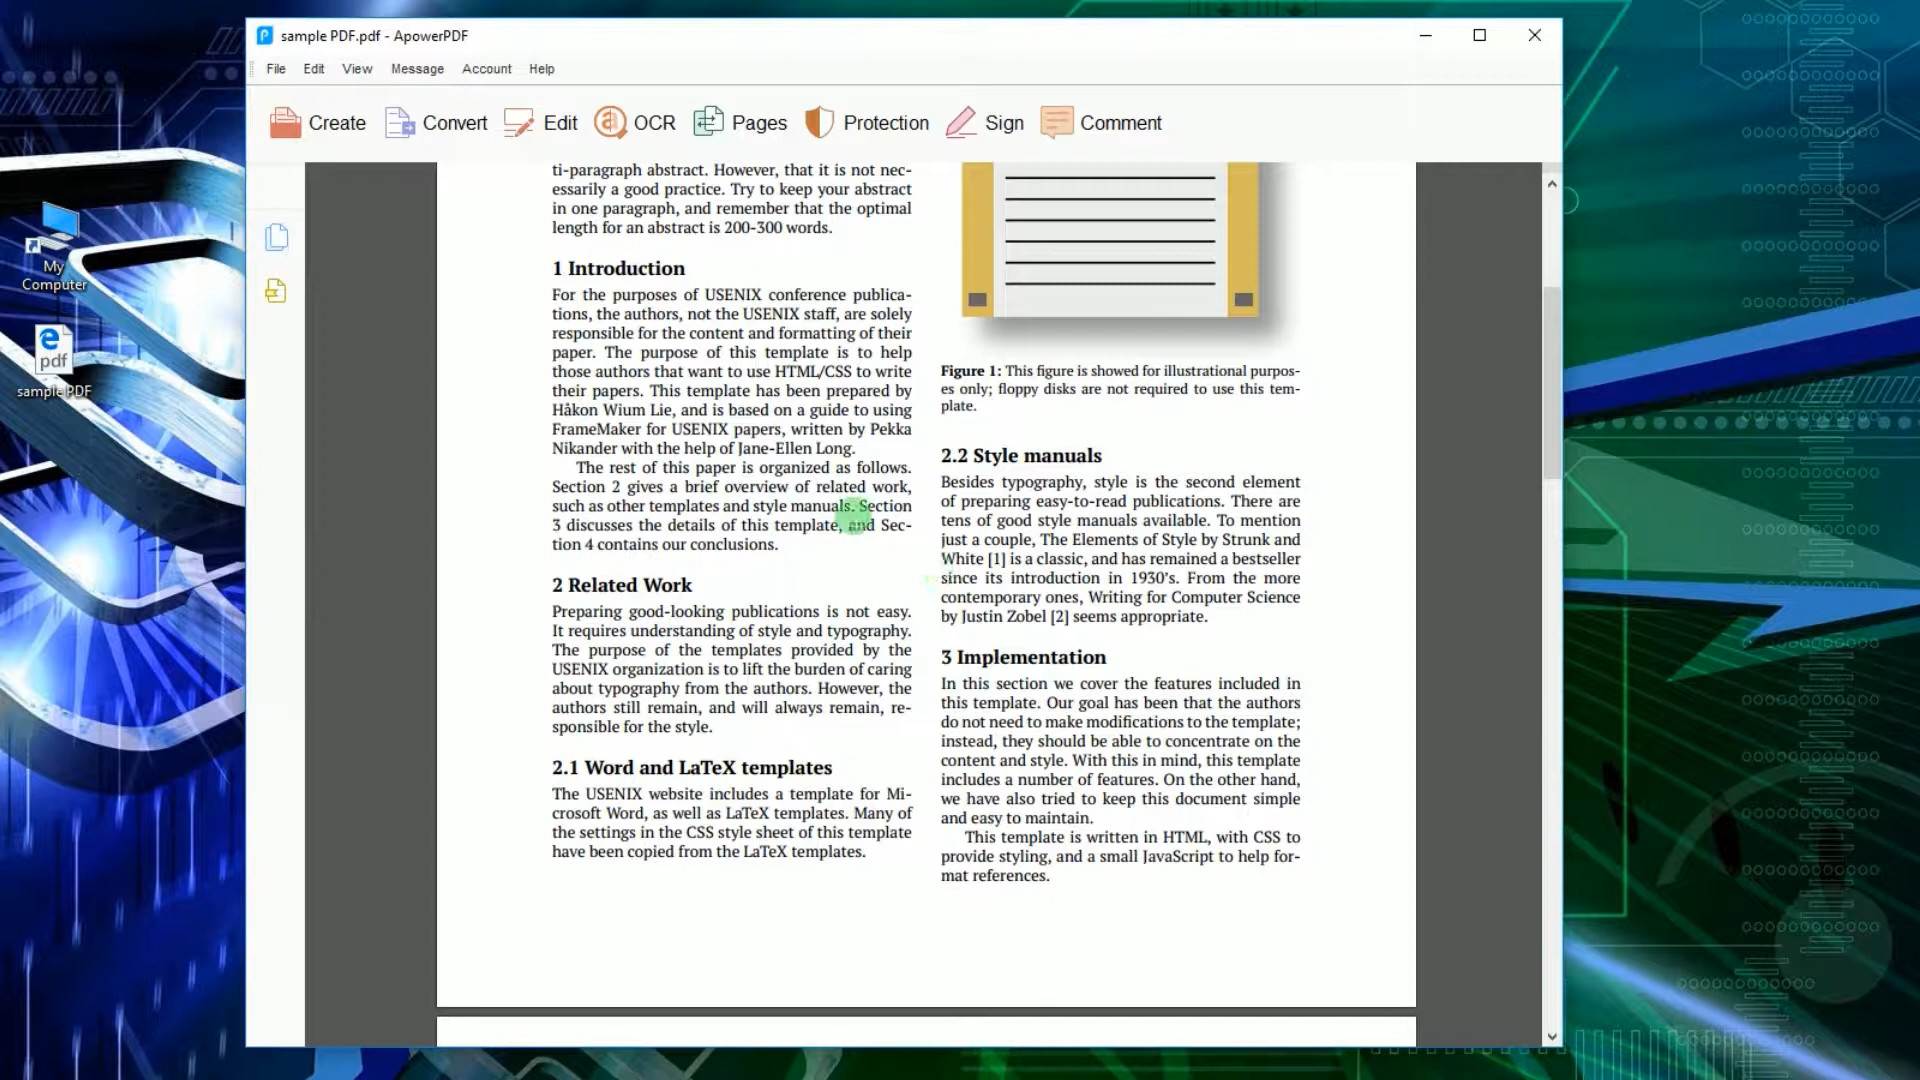 sample PDF.pdf - ApowerPDF
File Edit View Message Account Help
Create Convert Edit OCR Pages Protection Sign Comment
My
Computer
pdf
sample PDF
ti-paragraph abstract. However, that it is not nec-
essarily a good practice. Try to keep your abstract
in one paragraph, and remember that the optimal
length for an abstract is 200-300 words.
1 Introduction
For the purposes of USENIX conference publica-
tions, the authors, not the USENIX staff, are solely
responsible for the content and formatting of their
paper. The purpose of this template is to help
those authors that want to use HTML/CSS to write
their papers. This template has been prepared by
Håkon Wium Lie, and is based on a guide to using
FrameMaker for USENIX papers, written by Pekka
Nikander with the help of Jane-Ellen Long.
The rest of this paper is organized as follows.
Section 2 gives a brief overview of related work,
such as other templates and style manuals. Section
3 discusses the details of this template, and Sec-
tion 4 contains our conclusions.
2 Related Work
Preparing good-looking publications is not easy.
It requires understanding of style and typography.
The purpose of the templates provided by the
USENIX organization is to lift the burden of caring
about typography from the authors. However, the
authors still remain, and will always remain, re-
sponsible for the style.
2.1 Word and LaTeX templates
The USENIX website includes a template for Mi-
crosoft Word, as well as LaTeX templates. Many of
the settings in the CSS style sheet of this template
have been copied from the LaTeX templates.
Figure 1: This figure is showed for illustrational purpos-
es only; floppy disks are not required to use this tem-
plate.
2.2 Style manuals
Besides typography, style is the second element
of preparing easy-to-read publications. There are
tens of good style manuals available. To mention
just a couple, The Elements of Style by Strunk and
White [1] is a classic, and has remained a bestseller
since its introduction in 1930’s. From the more
contemporary ones, Writing for Computer Science
by Justin Zobel [2] seems appropriate.
3 Implementation
In this section we cover the features included in
this template. Our goal has been that the authors
do not need to make modifications to the template;
instead, they should be able to concentrate on the
content and style. With this in mind, this template
includes a number of features. On the other hand,
we have also tried to keep this document simple
and easy to maintain.
This template is written in HTML, with CSS to
provide styling, and a small JavaScript to help for-
mat references.